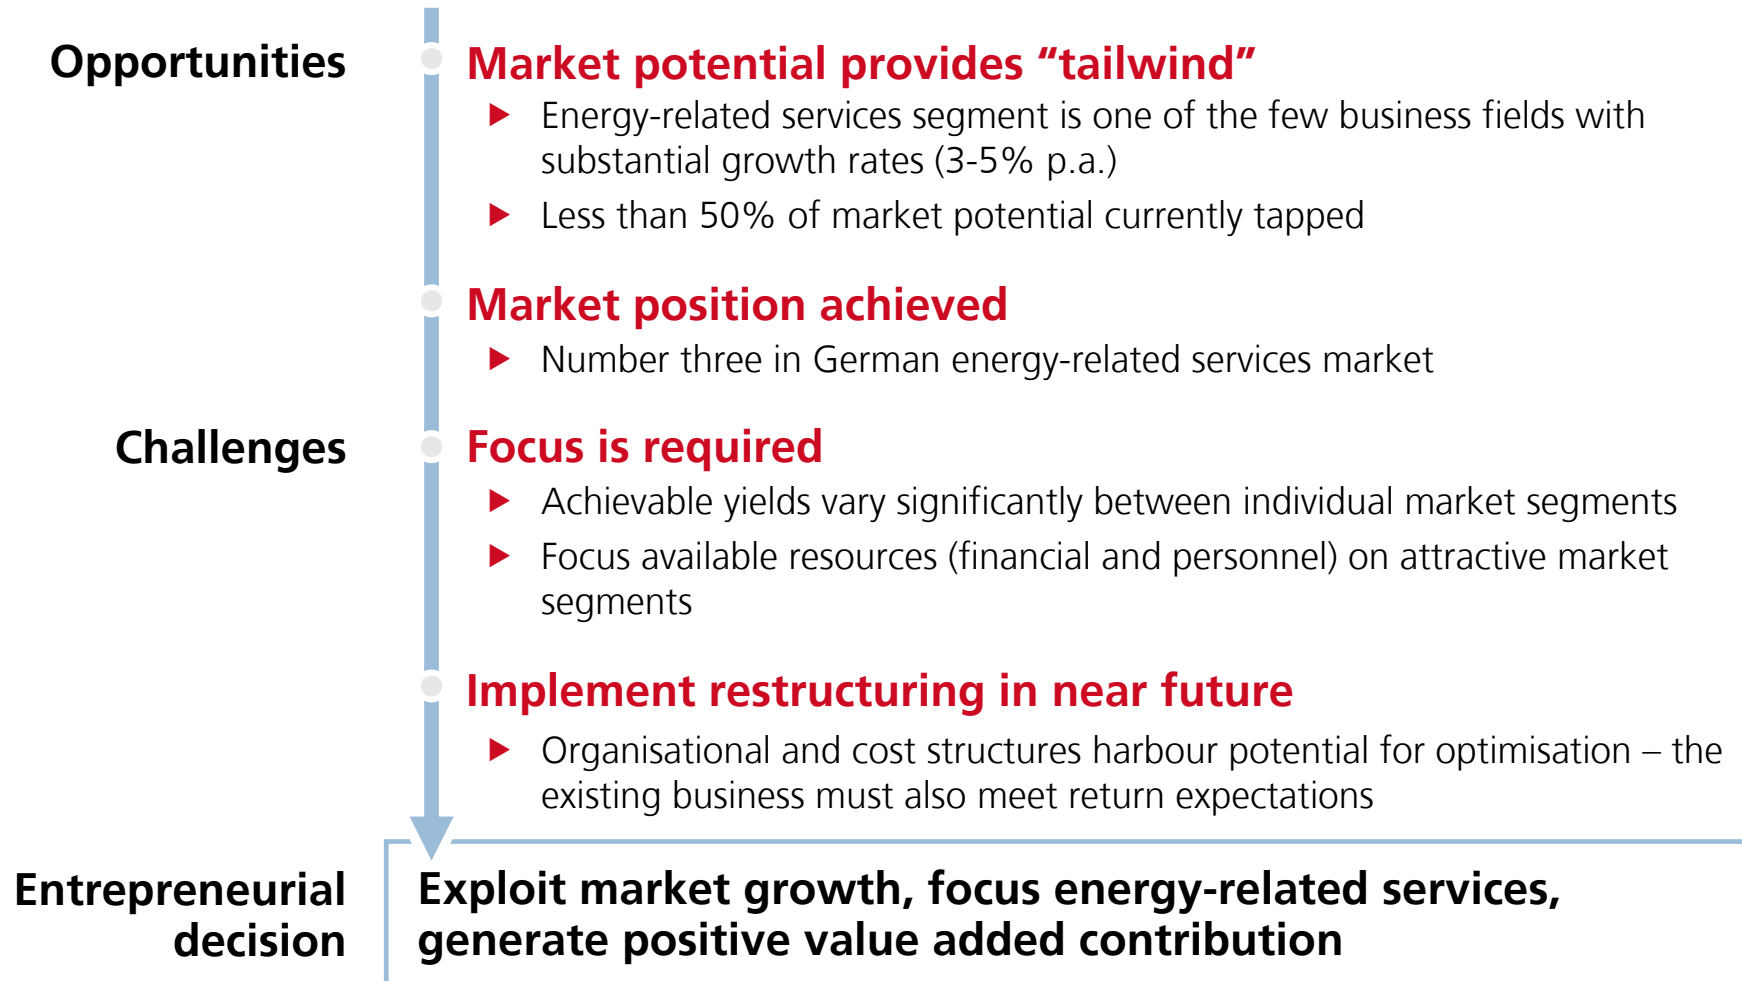 Opportunities
Market potential provides “tailwind”
Energy-related services segment is one of the few business fields with
substantial growth rates (3-5% p.a.)
Less than 50% of market potential currently tapped
Market position achieved
Number three in German energy-related services market
Challenges
Focus is required
Achievable yields vary significantly between individual market segments
Focus available resources (financial and personnel) on attractive market
segments
Implement restructuring in near future
Organisational and cost structures harbour potential for optimisation – the
existing business must also meet return expectations
Entrepreneurial
decision
Exploit market growth, focus energy-related services,
generate positive value added contribution